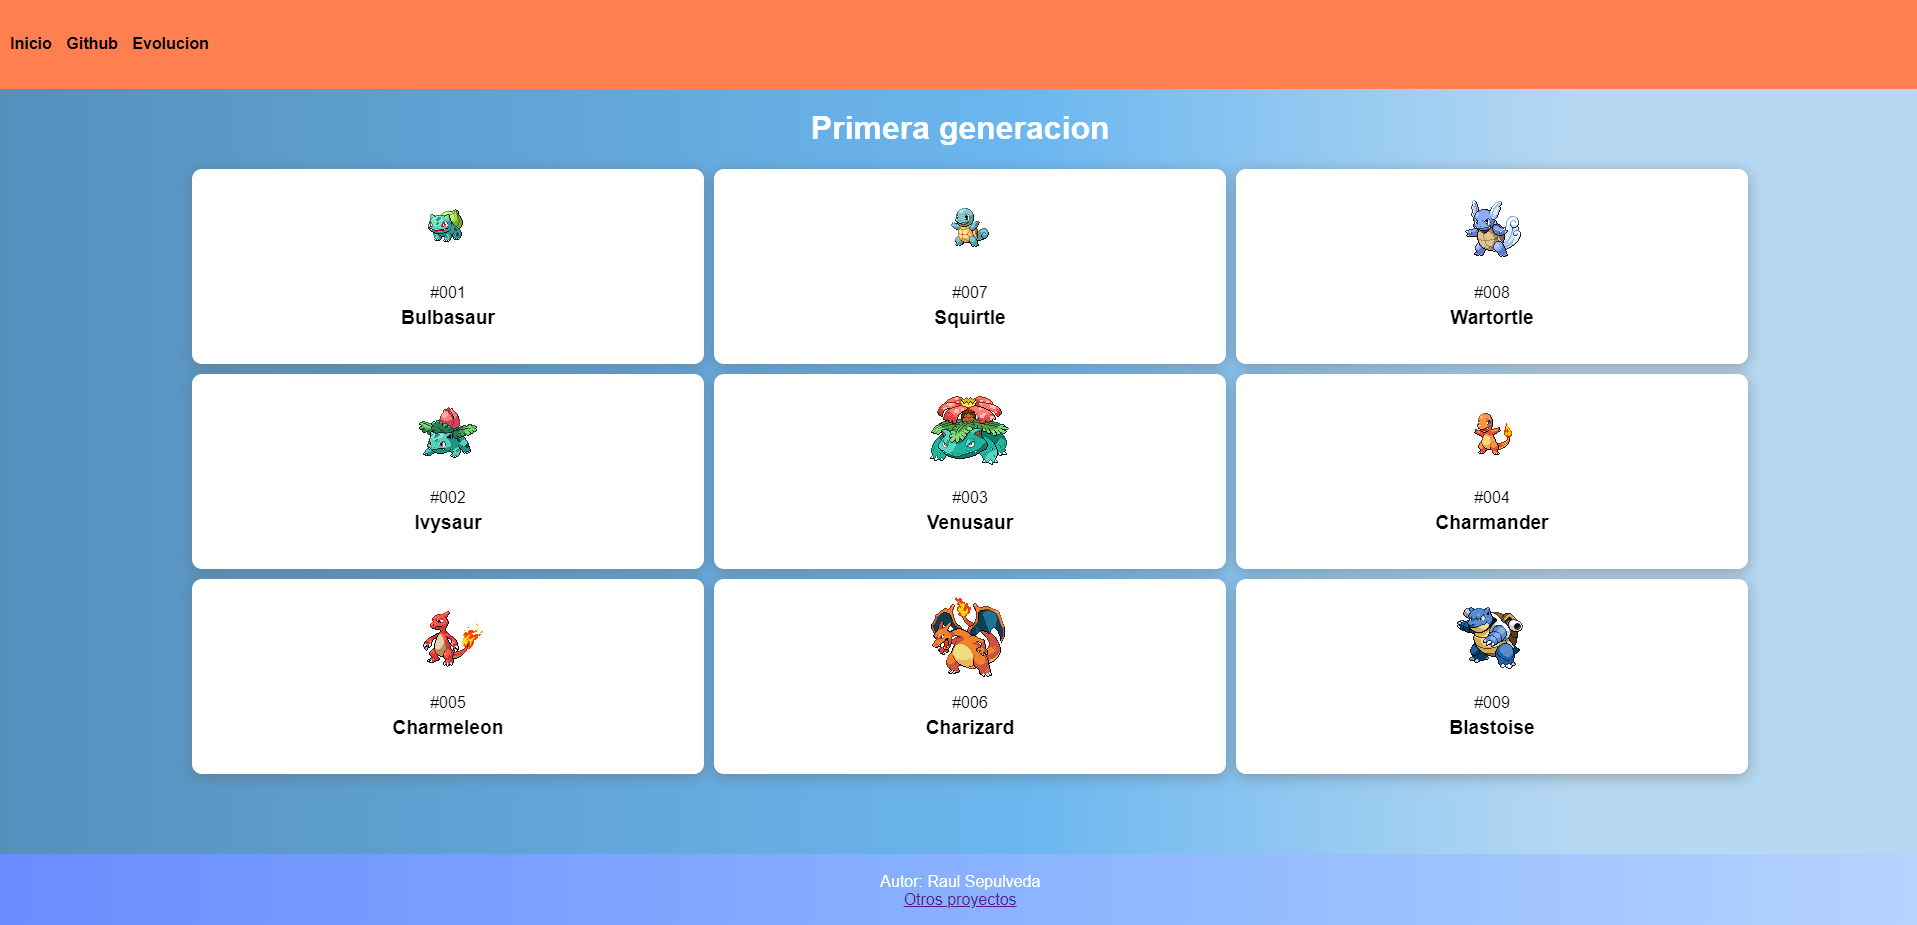 Inicio Github Evolucion
Primera generacion
#001
Bulbasaur
#007
Squirtle
#008
Wartortle
#002
Ivysaur
#003
Venusaur
#004
Charmander
#005
Charmeleon
#006
Charizard
#009
Blastoise
Autor: Raul Sepulveda
Otros proyectos